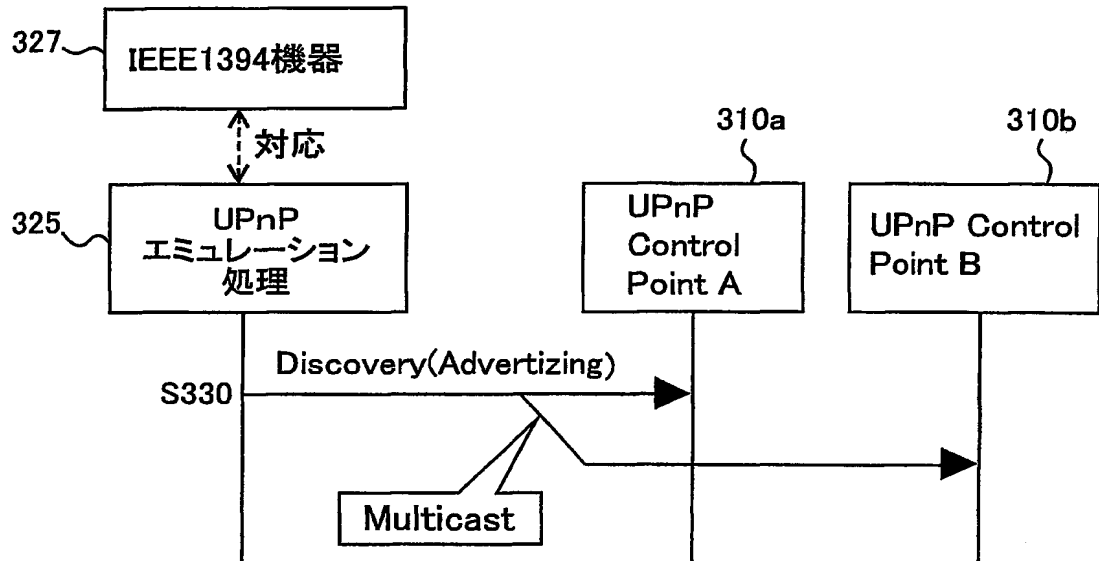 327
IEEE1394機器
対応
310a
310b
325
UPnP
エミュレーション
処理
UPnP
Control
Point A
UPnP Control
Point B
Discovery(Advertizing)
S330
Multicast